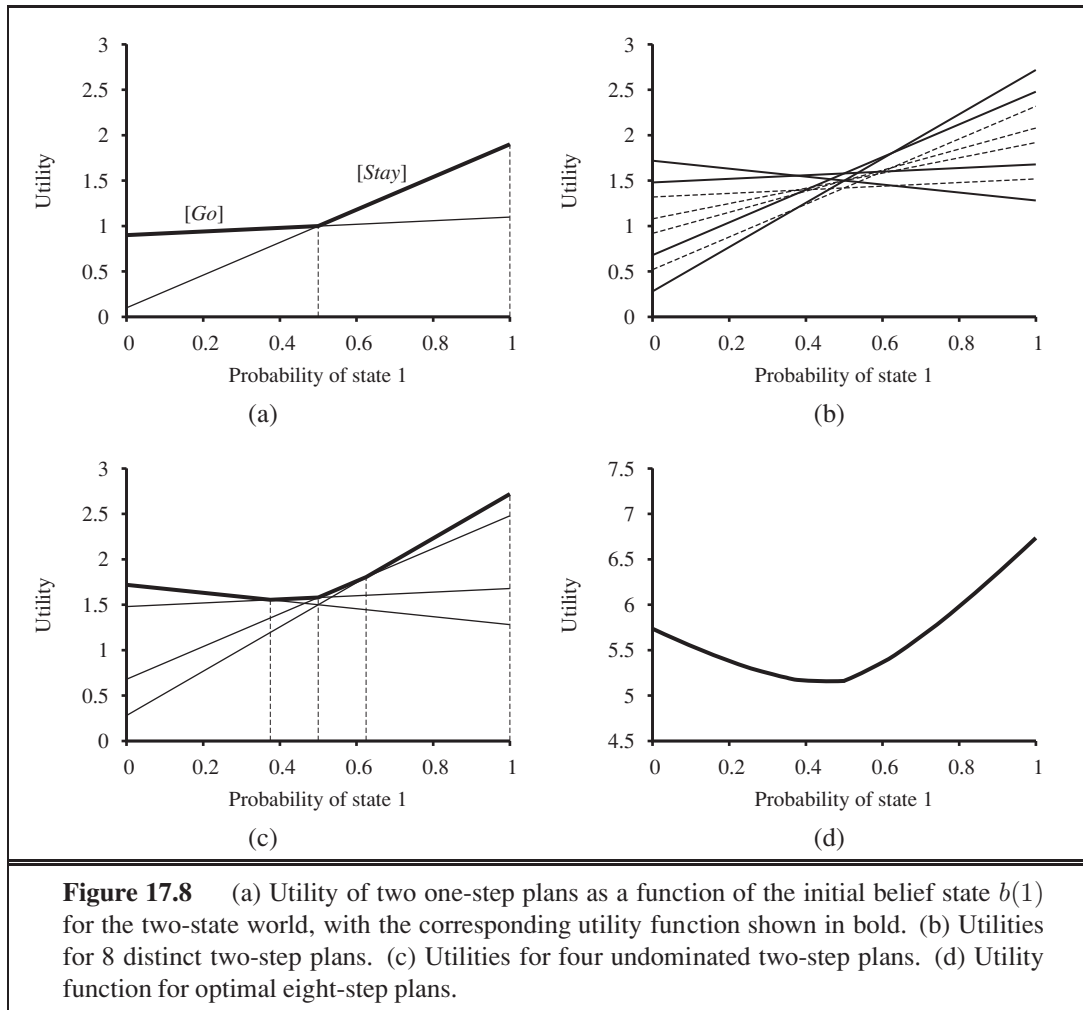 3
2.5
2
1.5
1
0.5
0
Utility
[Stay]
[Go]
0 0.2 0.4 0.6 0.8 1
Probability of state 1
(a)
3
2.5
2
1.5
1
0.5
0
Utility
0 0.2 0.4 0.6 0.8 1
Probability of state 1
(b)
3
2.5
2
1.5
1
0.5
0
Utility
0 0.2 0.4 0.6 0.8 1
Probability of state 1
(c)
7.5
7
6.5
6
5.5
5
4.5
Utility
0 0.2 0.4 0.6 0.8 1
Probability of state 1
(d)
Figure 17.8 (a) Utility of two one-step plans as a function of the initial belief state b(1)
for the two-state world, with the corresponding utility function shown in bold. (b) Utilities
for 8 distinct two-step plans. (c) Utilities for four undominated two-step plans. (d) Utility
function for optimal eight-step plans.